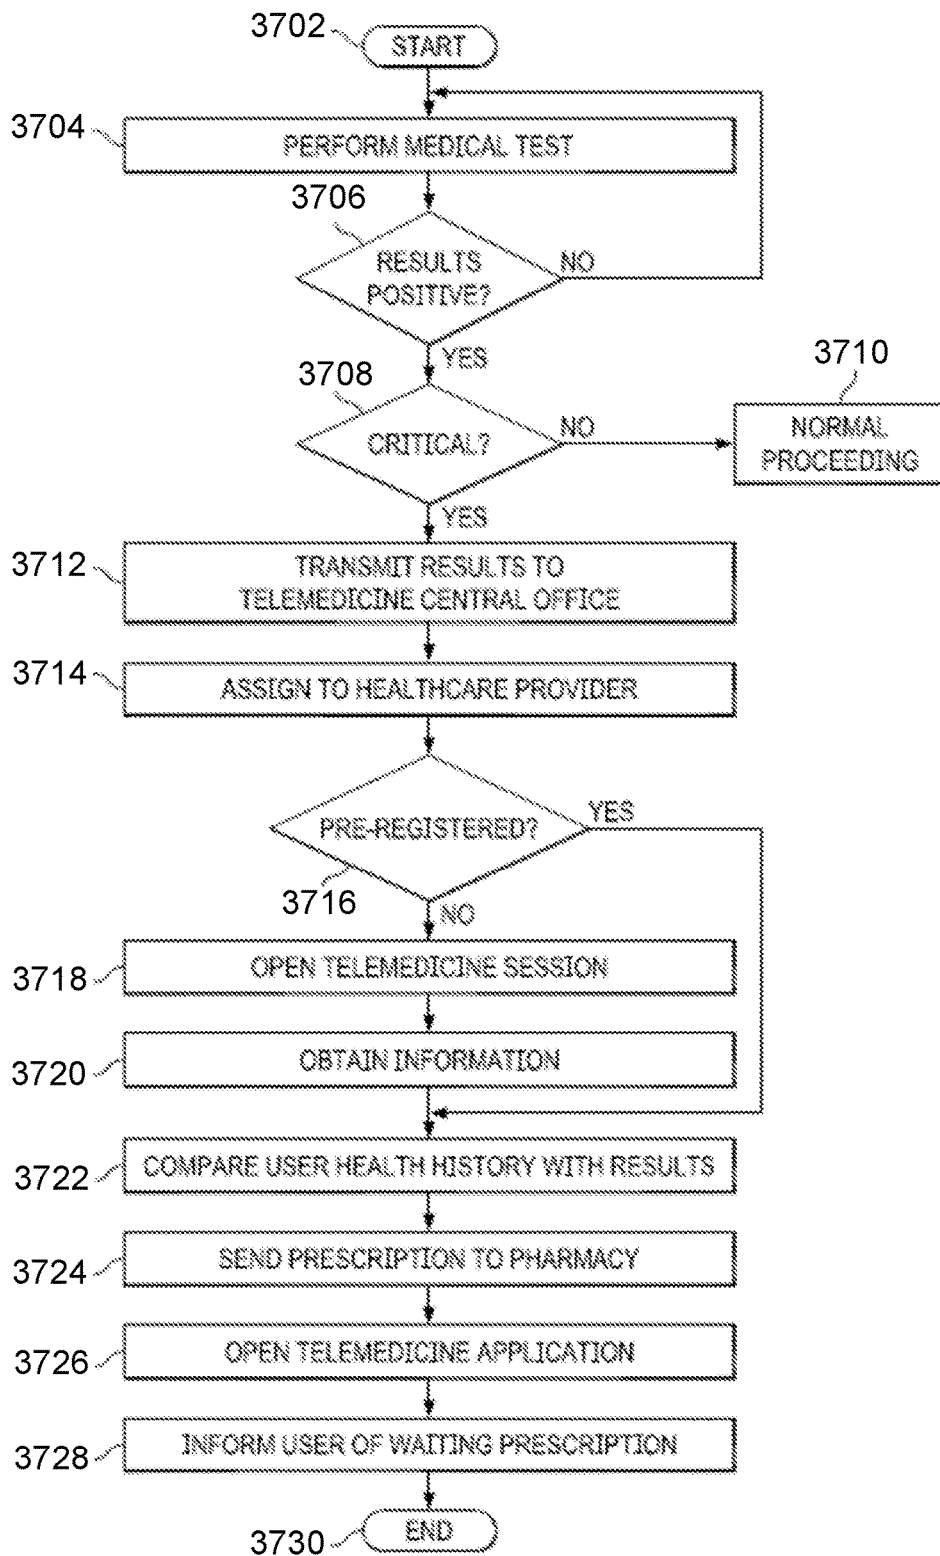 3702
START
3704
PERFORM MEDICAL TEST
3706
RESULTS
POSITIVE?
NO
YES
3708
CRITICAL?
NO
3710
NORMAL
PROCEEDING
YES
3712
TRANSMIT RESULTS TO
TELEMEDICINE CENTRAL OFFICE
3714
ASSIGN TO HEALTHCARE PROVIDER
PRE-REGISTERED?
YES
3716
NO
3718
OPEN TELEMEDICINE SESSION
3720
OBTAIN INFORMATION
3722
COMPARE USER HEALTH HISTORY WITH RESULTS
3724
SEND PRESCRIPTION TO PHARMACY
3726
OPEN TELEMEDICINE APPLICATION
3728
INFORM USER OF WAITING PRESCRIPTION
3730
END